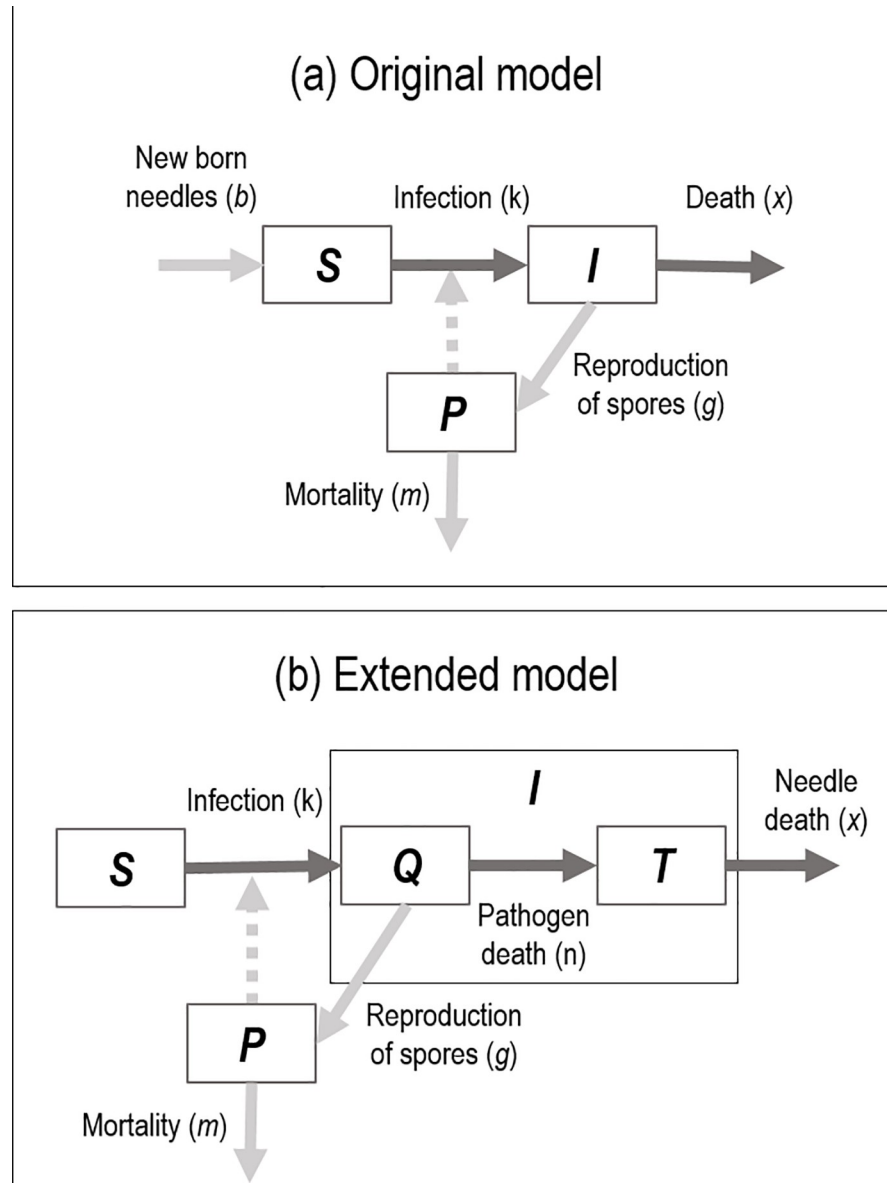 (a) Original model
New born
needles (b)
Infection (k)
Death (x)
S
I
Reproduction
of spores (g)
P
Mortality (m)
(b) Extended model
I
Needle
death (x)
Infection (k)
S
Q
T
Pathogen
death (n)
Reproduction
of spores (g)
P
Mortality (m)